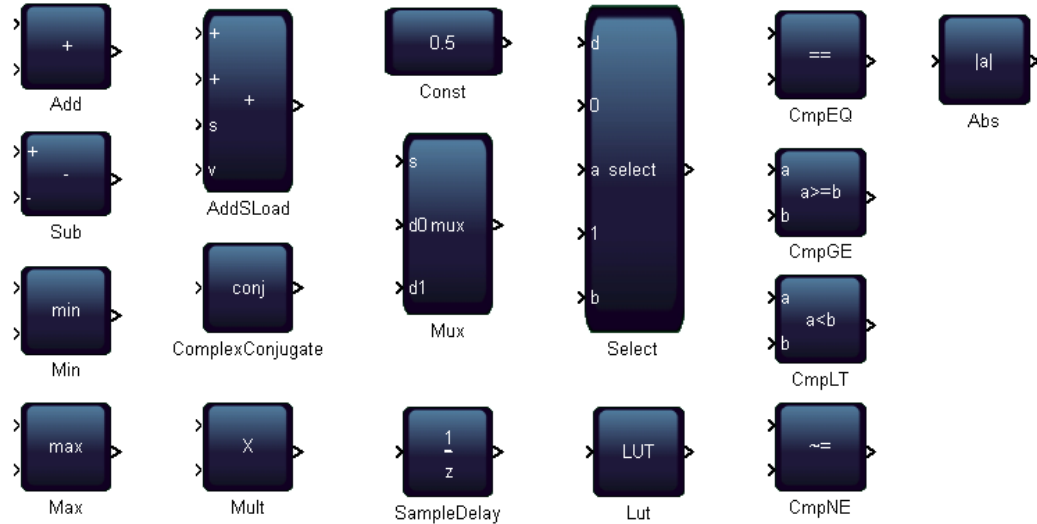 +
Add
+
-
-
Sub
min
Min
max
Max
+
+
+
s
v
AddSLoad
conj
ComplexConjugate
X
Mult
0.5
Const
s
d0 mux
d1
Mux
1
z
SampleDelay
d
0
a select
1
b
Select
LUT
Lut
==
CmpEQ
a
a>=b
b
CmpGE
a
a<b
b
CmpLT
~=
CmpNE
|a|
Abs